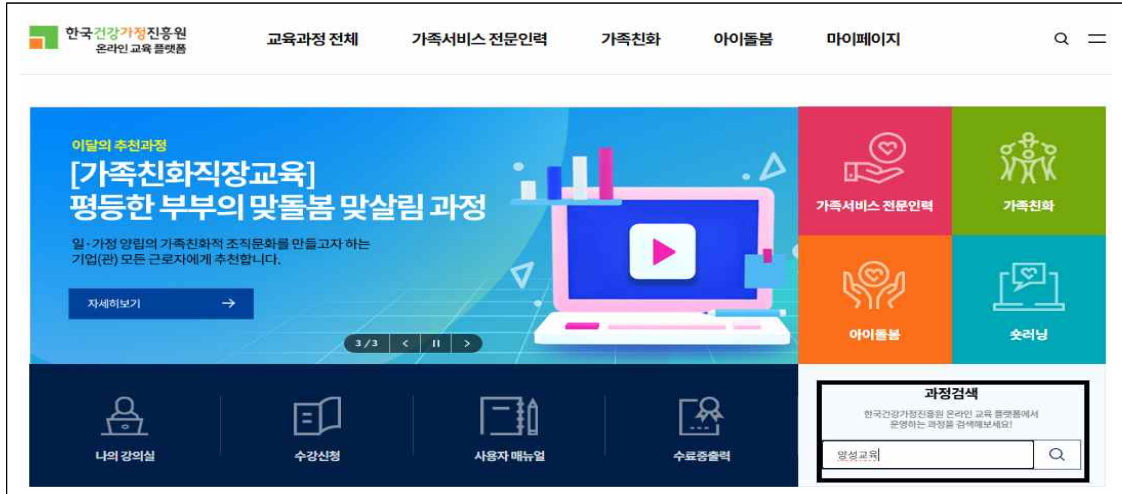 한국건강가정진흥원
온라인 교육 플랫폼
교육과정 전체
가족서비스 전문인력
가족친화
아이돌봄
마이페이지
이달의 추천과정
[가족친화직장교육]
평등한 부부의 맞돌봄 맞살림 과정
일·가정 양립의 가족친화적 조직문화를 만들고자 하는
기업(관) 모든 근로자에게 추천합니다.
자세히보기
3 / 3
가족서비스 전문인력
가족친화
아이돌봄
숏러닝
나의 강의실
수강신청
사용자 매뉴얼
수료증출력
과정검색
한국건강가정진흥원 온라인 교육 플랫폼에서
운영하는 과정을 검색해보세요!
양성교육